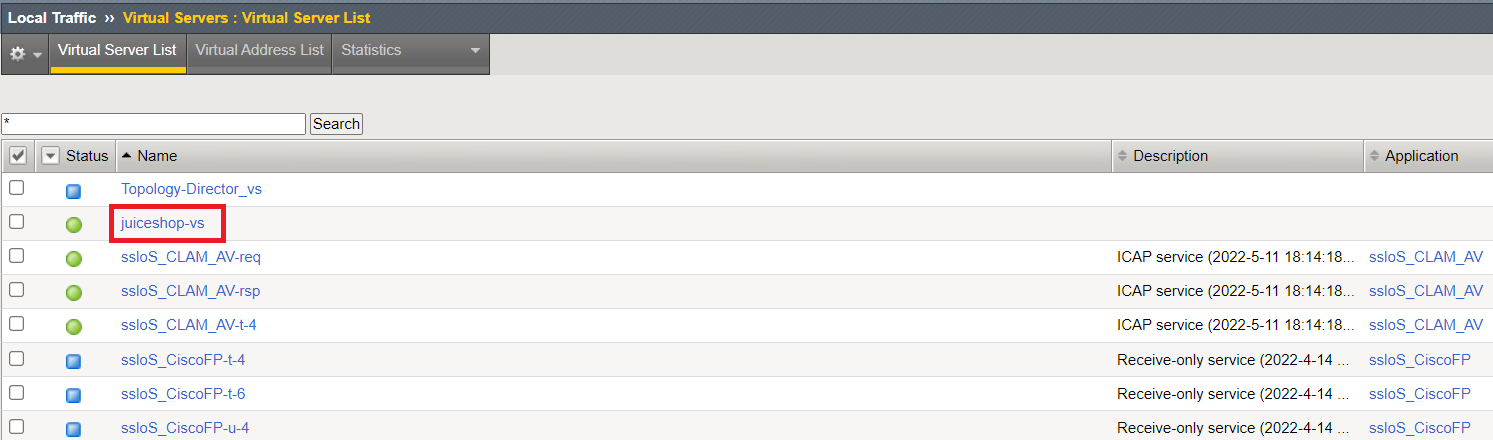 Local Traffic ›› Virtual Servers : Virtual Server List
Virtual Server List Virtual Address List Statistics
* Search
Status Name Description Application
Topology-Director_vs
juiceshop-vs
ssloS_CLAM_AV-req ICAP service (2022-5-11 18:14:18... ssloS_CLAM_AV
ssloS_CLAM_AV-rsp ICAP service (2022-5-11 18:14:18... ssloS_CLAM_AV
ssloS_CLAM_AV-t-4 ICAP service (2022-5-11 18:14:18... ssloS_CLAM_AV
ssloS_CiscoFP-t-4 Receive-only service (2022-4-14 ... ssloS_CiscoFP
ssloS_CiscoFP-t-6 Receive-only service (2022-4-14 ... ssloS_CiscoFP
ssloS_CiscoFP-u-4 Receive-only service (2022-4-14 ... ssloS_CiscoFP